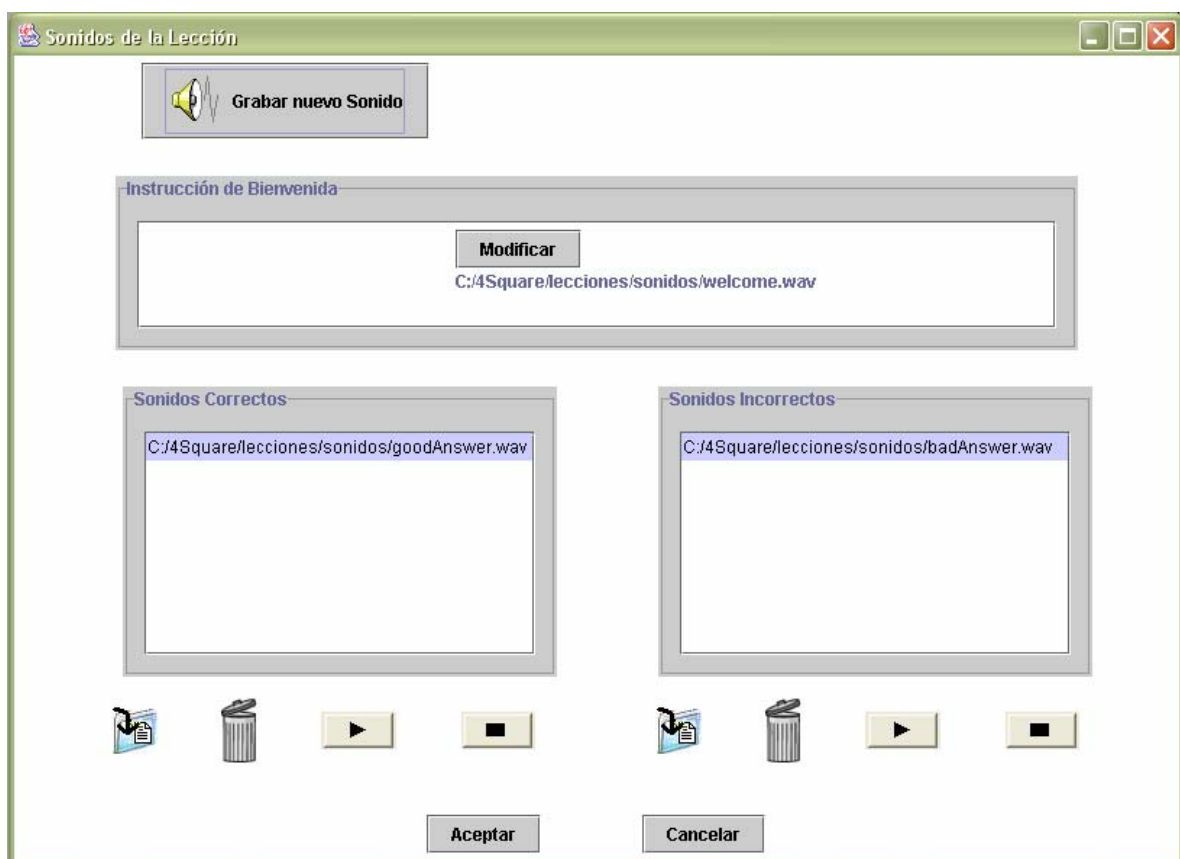 Sonidos de la Lección
Grabar nuevo Sonido
Instrucción de Bienvenida
Modificar
C:/4Square/lecciones/sonidos/welcome.wav
Sonidos Correctos
C:/4Square/lecciones/sonidos/goodAnswer.wav
Sonidos Incorrectos
C:/4Square/lecciones/sonidos/badAnswer.wav
Aceptar
Cancelar